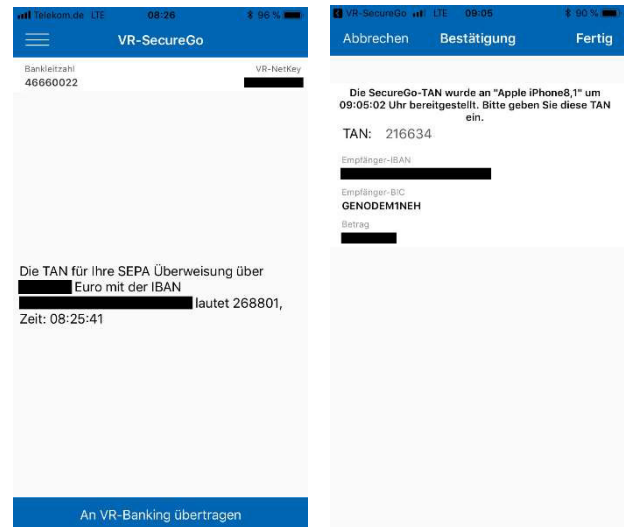 Telekom.de LTE 08:26 96 %
VR-SecureGo
Bankleitzahl VR-NetKey
46660022
Die TAN für Ihre SEPA Überweisung über
Euro mit der IBAN
lautet 268801,
Zeit: 08:25:41
An VR-Banking übertragen
VR-SecureGo LTE 09:05 90 %
Abbrechen Bestätigung Fertig
Die SecureGo-TAN wurde an "Apple iPhone8,1" um
09:05:02 Uhr bereitgestellt. Bitte geben Sie diese TAN
ein.
TAN: 216634
Empfänger-IBAN
Empfänger-BIC
GENODEM1NEH
Betrag